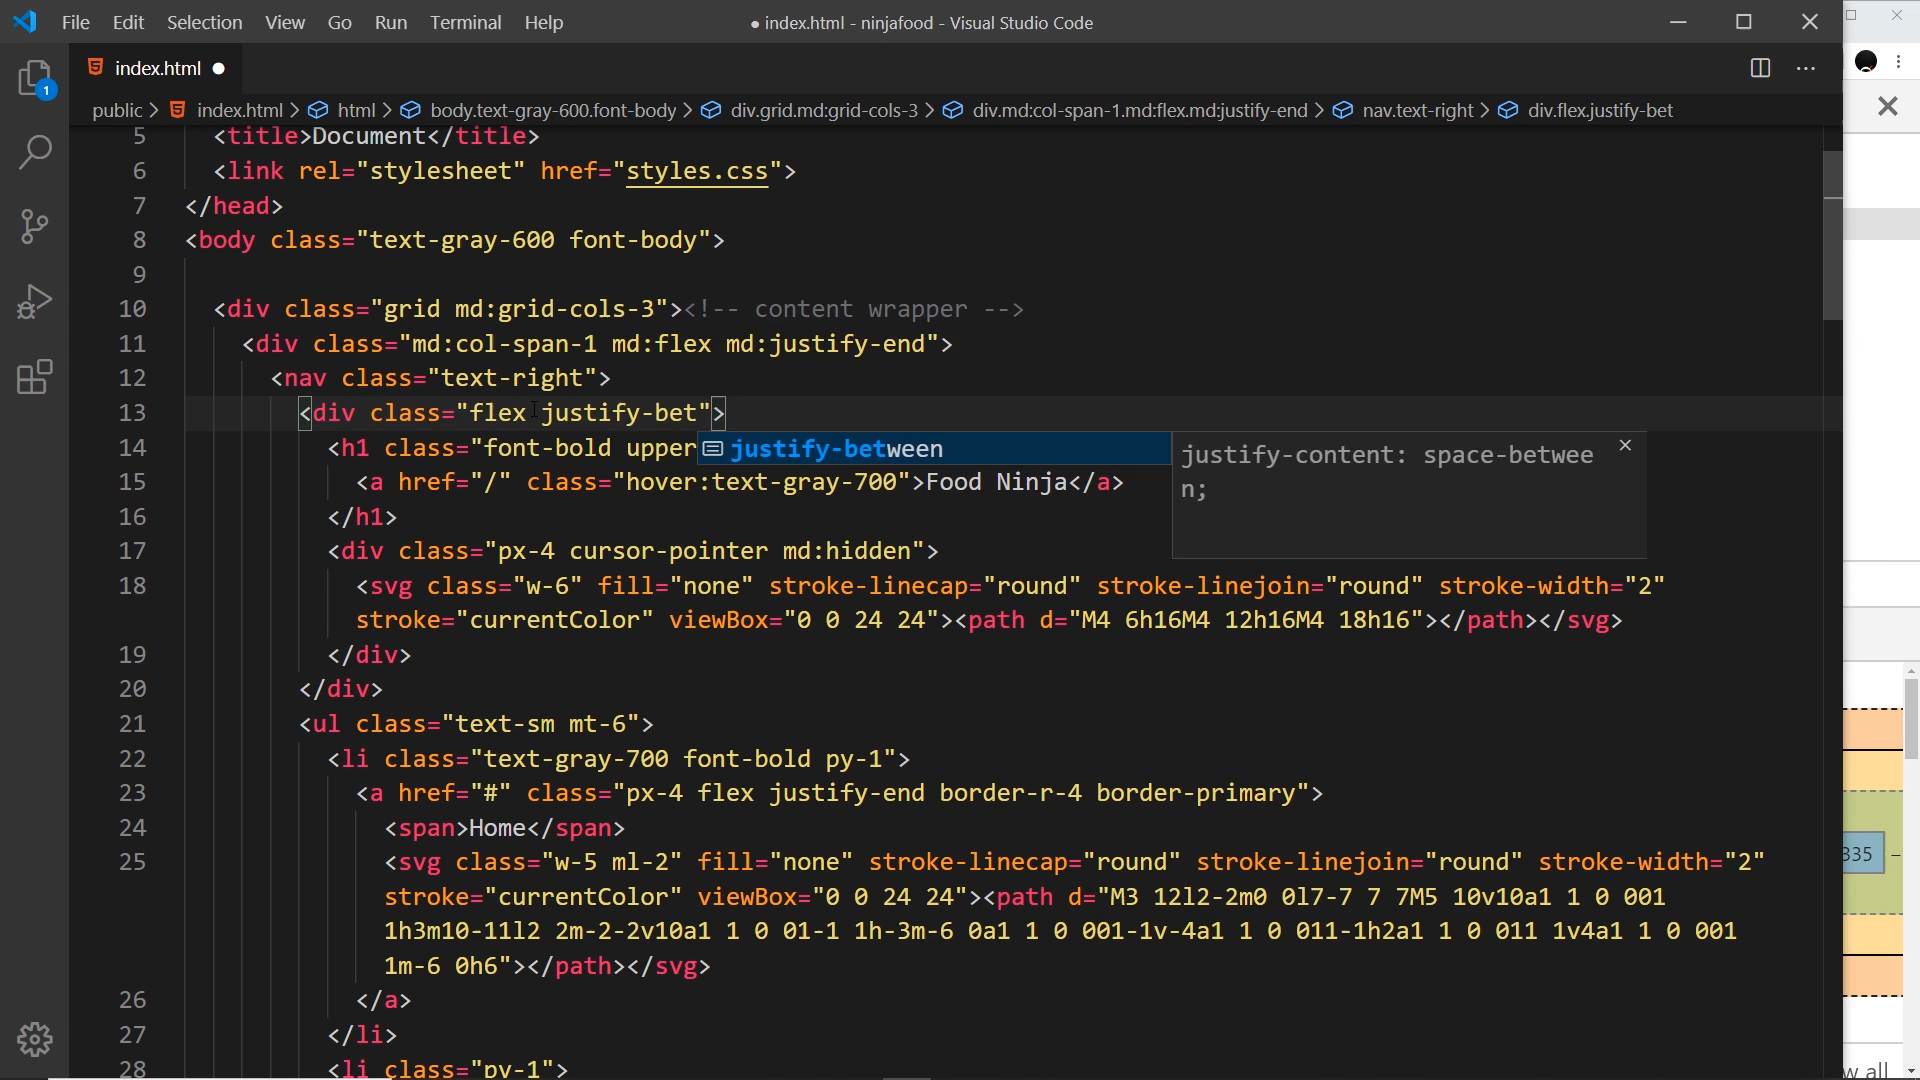 File Edit Selection View Go Run Terminal Help ● index.html - ninjafood - Visual Studio Code
index.html ●
1
public > index.html > html > body.text-gray-600.font-body > div.grid.md:grid-cols-3 > div.md:col-span-1.md:flex.md:justify-end > nav.text-right > div.flex.justify-bet
5 <title>Document</title>
6 <link rel="stylesheet" href="styles.css">
7 </head>
8 <body class="text-gray-600 font-body">
9
10 <div class="grid md:grid-cols-3"><!-- content wrapper -->
11 <div class="md:col-span-1 md:flex md:justify-end">
12 <nav class="text-right">
13 <div class="flex justify-bet">
14 <h1 class="font-bold upper
justify-between
justify-content: space-betwee
n;
15 <a href="/" class="hover:text-gray-700">Food Ninja</a>
16 </h1>
17 <div class="px-4 cursor-pointer md:hidden">
18 <svg class="w-6" fill="none" stroke-linecap="round" stroke-linejoin="round" stroke-width="2"
stroke="currentColor" viewBox="0 0 24 24"><path d="M4 6h16M4 12h16M4 18h16"></path></svg>
19 </div>
20 </div>
21 <ul class="text-sm mt-6">
22 <li class="text-gray-700 font-bold py-1">
23 <a href="#" class="px-4 flex justify-end border-r-4 border-primary">
24 <span>Home</span>
25 <svg class="w-5 ml-2" fill="none" stroke-linecap="round" stroke-linejoin="round" stroke-width="2"
stroke="currentColor" viewBox="0 0 24 24"><path d="M3 12l2-2m0 0l7-7 7 7M5 10v10a1 1 0 001
1h3m10-11l2 2m-2-2v10a1 1 0 01-1 1h-3m-6 0a1 1 0 001-1v-4a1 1 0 011-1h2a1 1 0 011 1v4a1 1 0 001
1m-6 0h6"></path></svg>
26 </a>
27 </li>
28 <li class="py-1">
335 –
w all